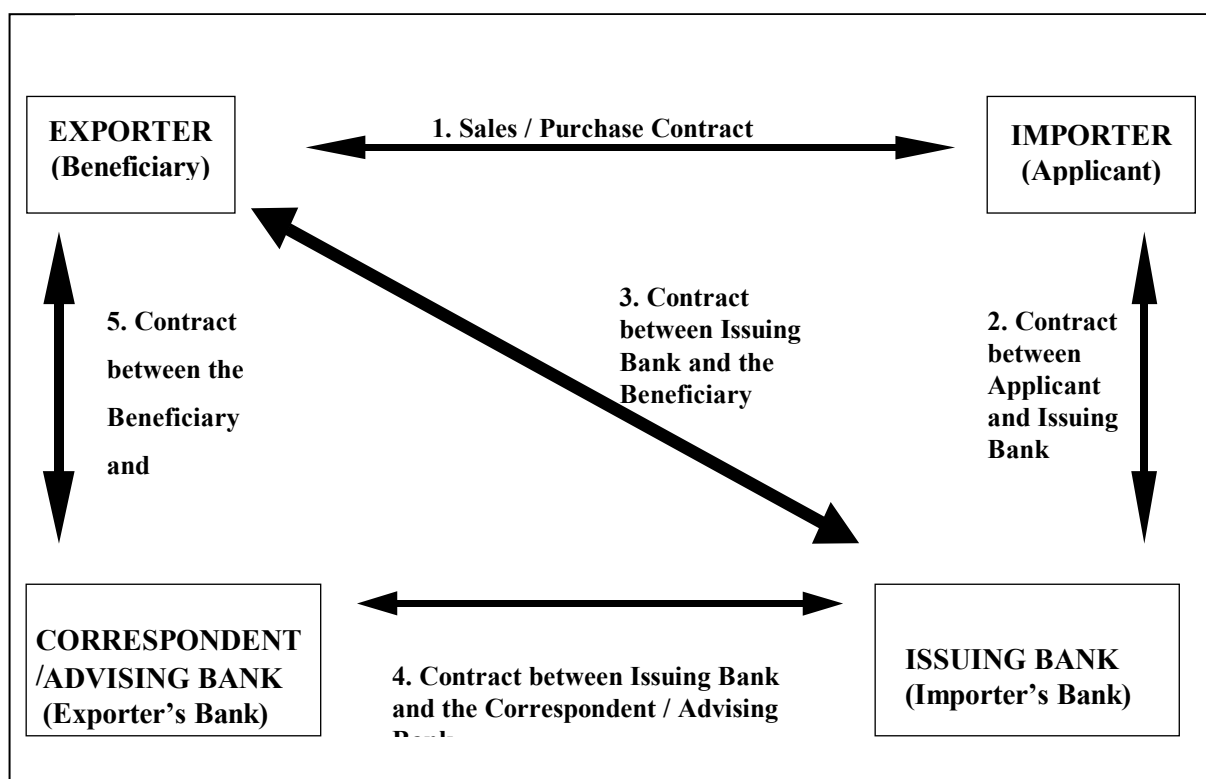 EXPORTER
(Beneficiary)
1. Sales / Purchase Contract
IMPORTER
(Applicant)
5. Contract
between the
Beneficiary
and
3. Contract
between Issuing
Bank and the
Beneficiary
2. Contract
between
Applicant
and Issuing
Bank
CORRESPONDENT
/ADVISING BANK
(Exporter’s Bank)
4. Contract between Issuing Bank
and the Correspondent / Advising
Bank
ISSUING BANK
(Importer’s Bank)